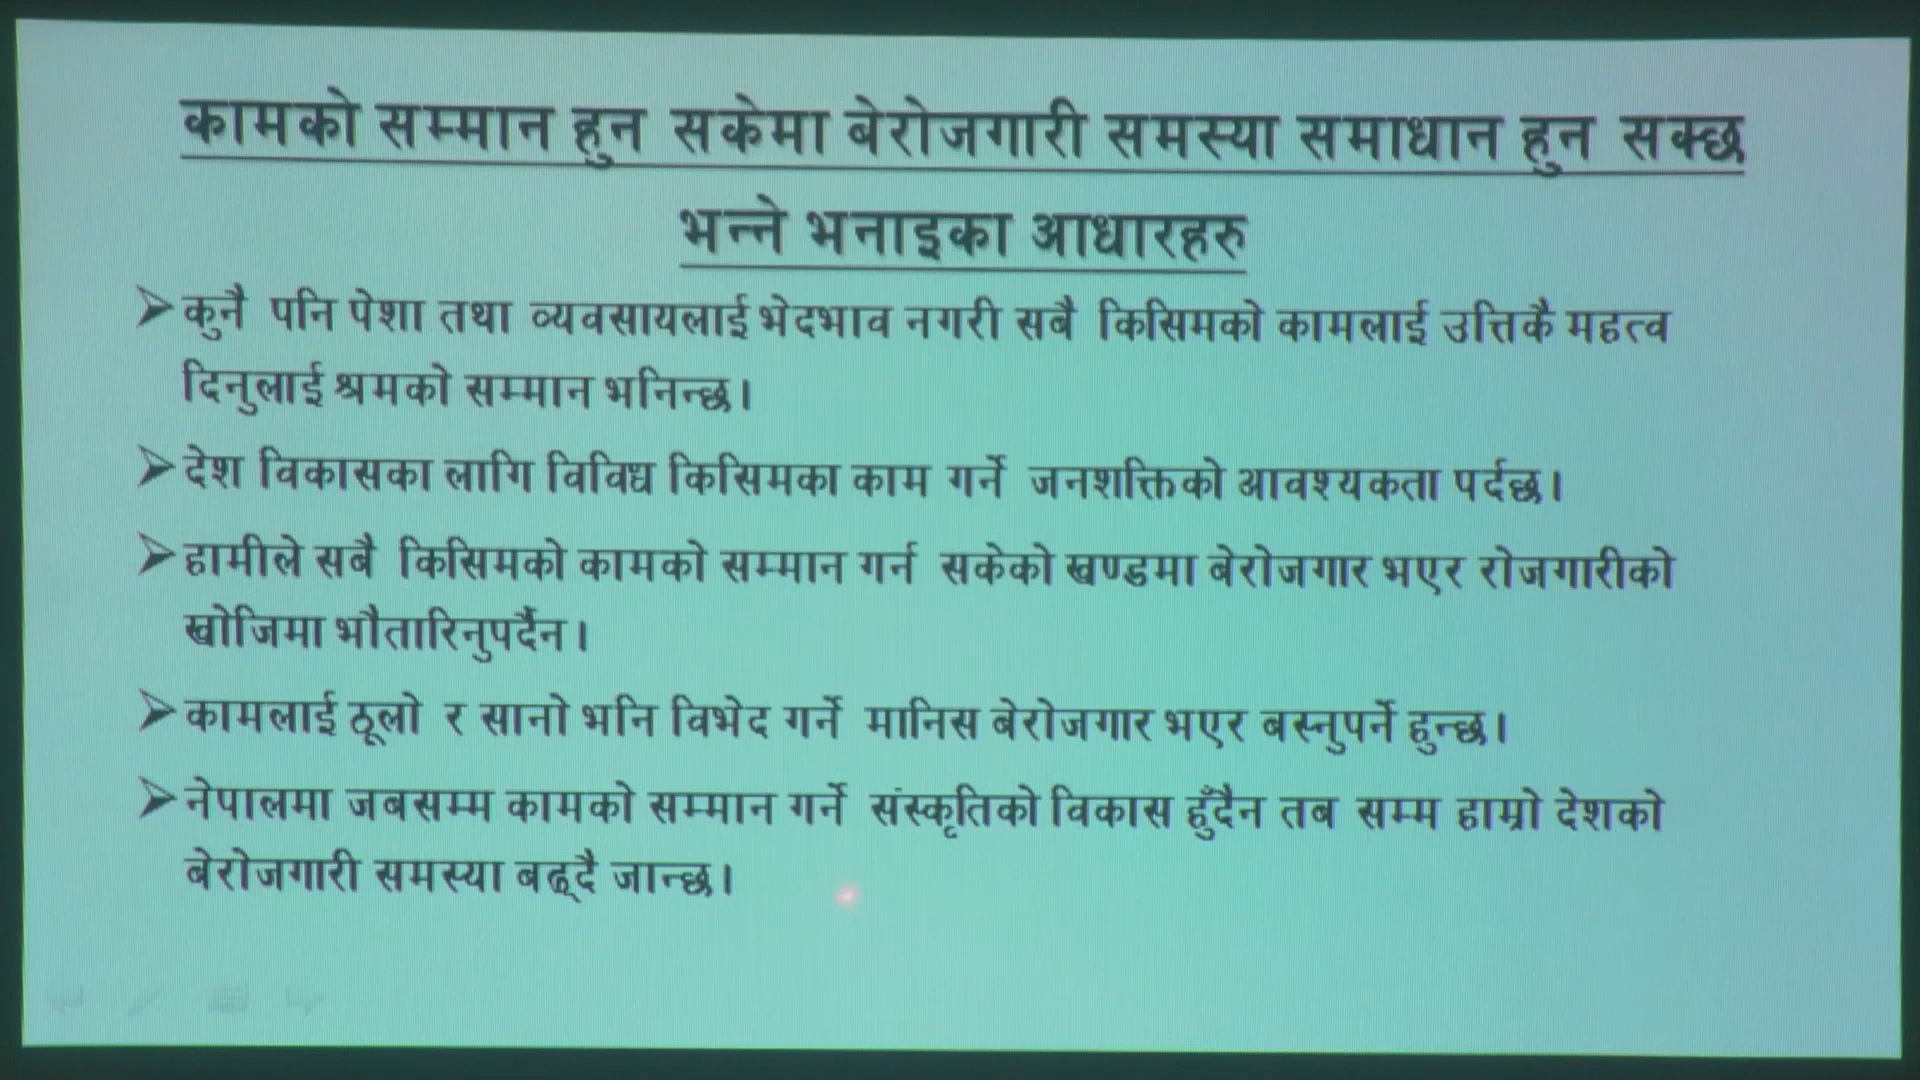 कामको सम्मान हुन सकेमा बेरोजगारी समस्या समाधान हुन सक्छ
भन्ने भनाइका आधारहरु
➢कुनै पनि पेशा तथा व्यवसायलाई भेदभाव नगरी सबै किसिमको कामलाई उत्तिकै महत्व
दिनुलाई श्रमको सम्मान भनिन्छ।
➢देश विकासका लागि विविध किसिमका काम गर्ने जनशक्तिको आवश्यकता पर्दछ।
➢हामीले सबै किसिमको कामको सम्मान गर्न सकेको खण्डमा बेरोजगार भएर रोजगारीको
खोजिमा भौतारिनुपर्दैन।
➢कामलाई ठूलो र सानो भनि विभेद गर्ने मानिस बेरोजगार भएर बस्नुपर्ने हुन्छ।
➢नेपालमा जबसम्म कामको सम्मान गर्ने संस्कृतिको विकास हुँदैन तब सम्म हाम्रो देशको
बेरोजगारी समस्या बढ्दै जान्छ।